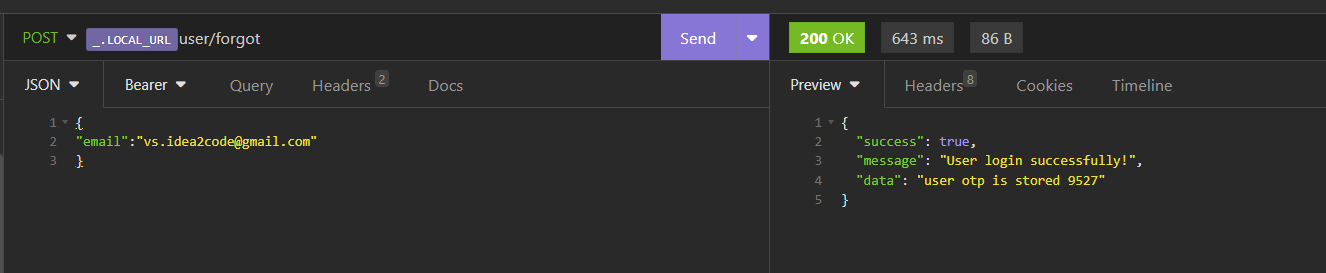 POST _.LOCAL_URL user/forgot Send 200 OK 643 ms 86 B
JSON Bearer Query Headers 2 Docs Preview Headers 8 Cookies Timeline
1 {
2 "email":"vs.idea2code@gmail.com"
3 }
1 {
2 "success": true,
3 "message": "User login successfully!",
4 "data": "user otp is stored 9527"
5 }